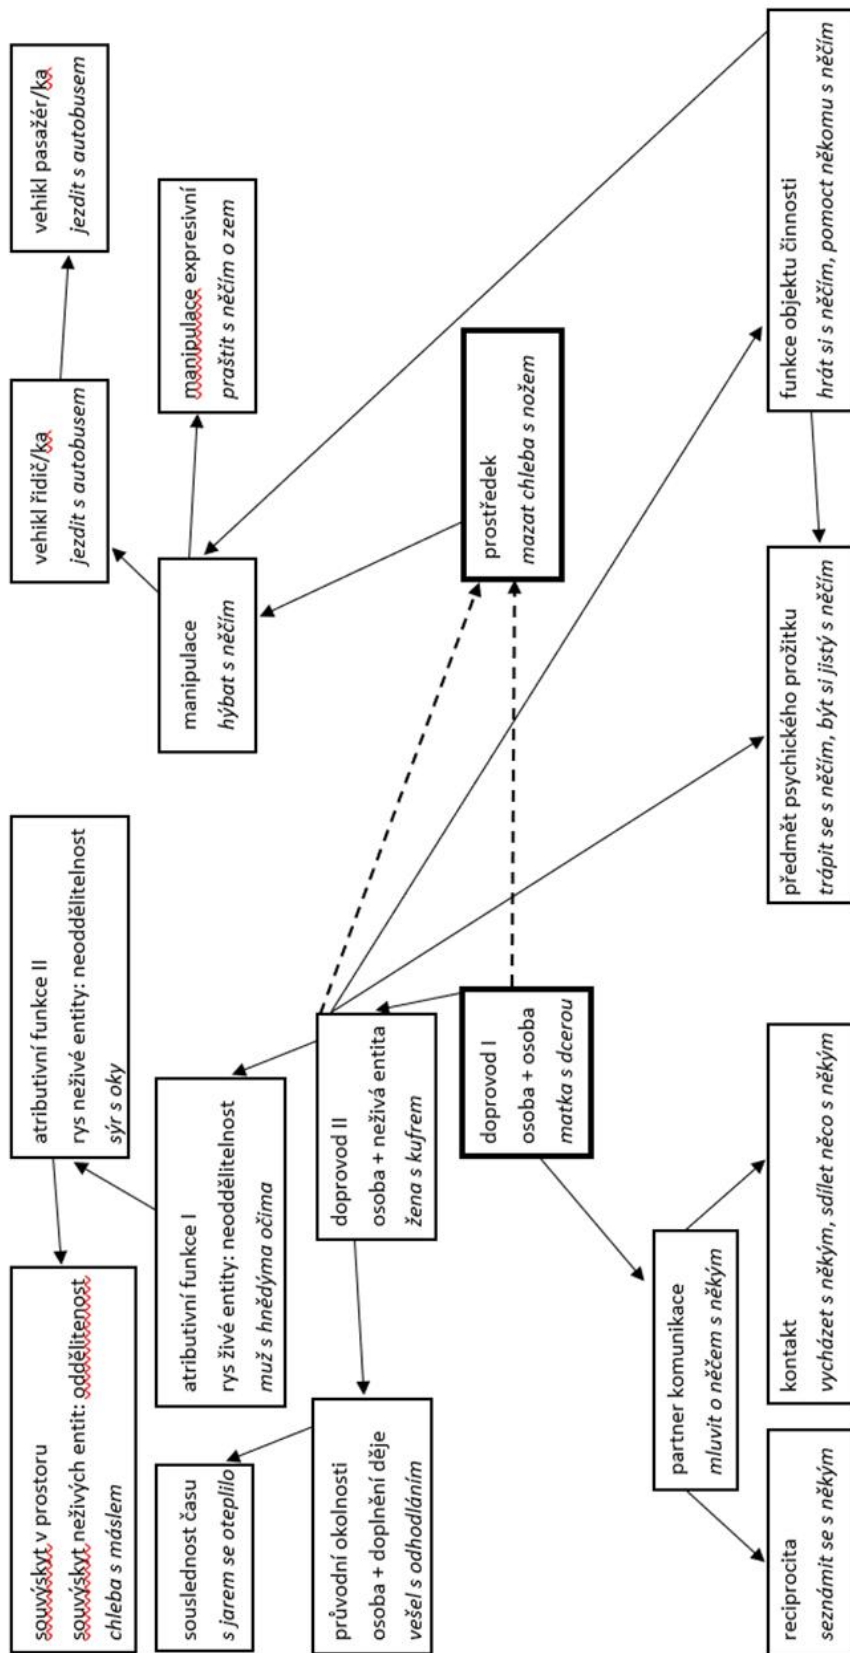 souvýskyt v prostoru
souvýskyt neživých entit: oddělitenost
chleba s máslem
atributivní funkce II
rys neživé entity: neoddělitelnost
sýr s oky
vehikl řidič/ka
jezdit s autobusem
vehikl pasažér/ka
jezdit s autobusem
souslednost času
s jarem se oteplilo
atributivní funkce I
rys živé entity: neoddělitelnost
muž s hnědýma očima
manipulace
hýbat s něčím
manipulace expresivní
praštit s něčím o zem
průvodní okolnosti
osoba + doplnění děje
vešel s odhodláním
doprovod II
osoba + neživá entita
žena s kufrem
doprovod I
osoba + osoba
matka s dcerou
prostředek
mazat chleba s nožem
partner komunikace
mluvit o něčem s někým
reciprocita
seznámit se s někým
kontakt
vycházet s někým, sdílet něco s někým
předmět psychického prožitku
trápit se s něčím, být si jistý s něčím
funkce objektu činnosti
hrát si s něčím, pomoct někomu s něčím